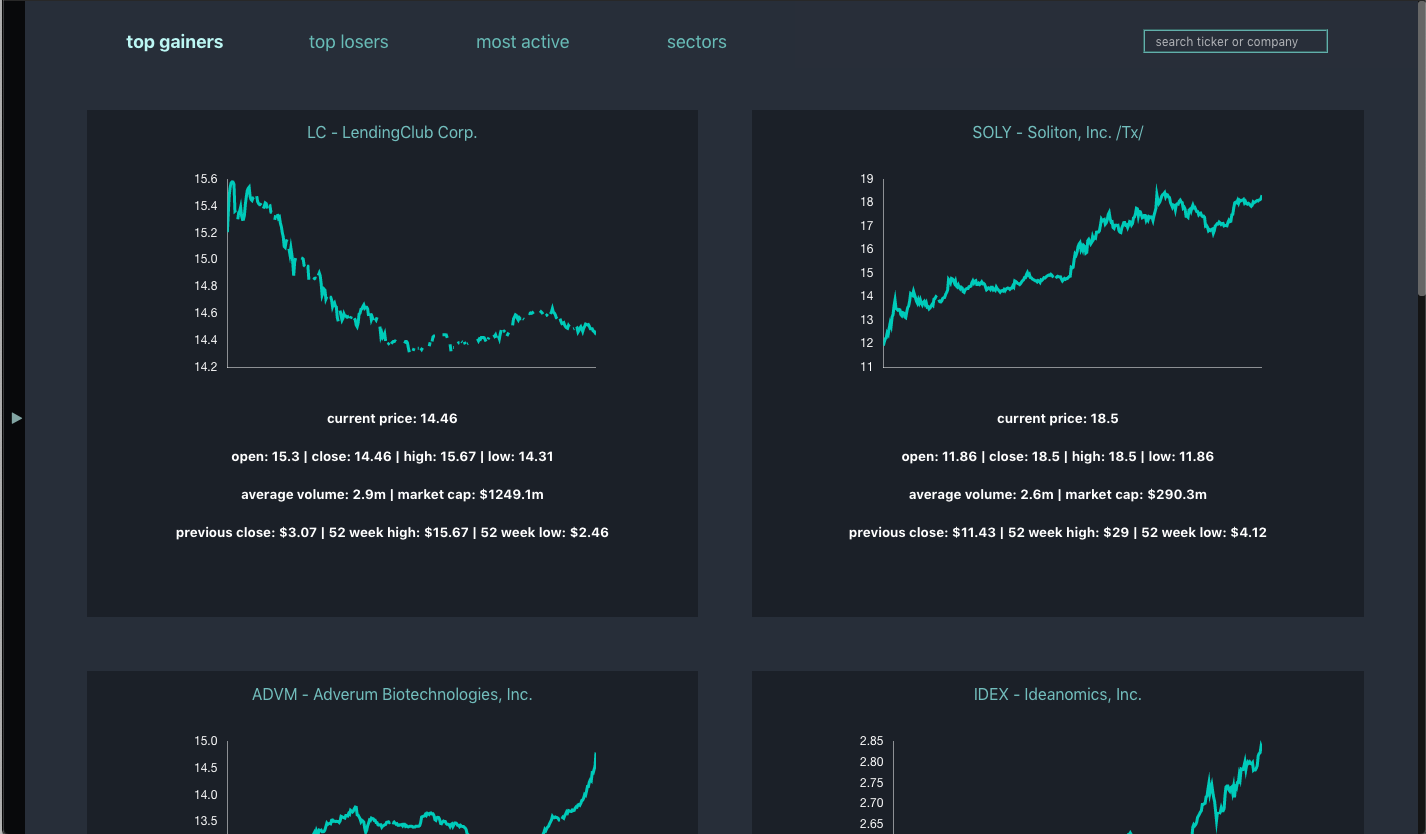 top gainers top losers most active sectors search ticker or company
LC - LendingClub Corp.
15.6
15.4
15.2
15.0
14.8
14.6
14.4
14.2
current price: 14.46
open: 15.3 | close: 14.46 | high: 15.67 | low: 14.31
average volume: 2.9m | market cap: $1249.1m
previous close: $3.07 | 52 week high: $15.67 | 52 week low: $2.46
SOLY - Soliton, Inc. /Tx/
19
18
17
16
15
14
13
12
11
current price: 18.5
open: 11.86 | close: 18.5 | high: 18.5 | low: 11.86
average volume: 2.6m | market cap: $290.3m
previous close: $11.43 | 52 week high: $29 | 52 week low: $4.12
ADVM - Adverum Biotechnologies, Inc.
15.0
14.5
14.0
13.5
IDEX - Ideanomics, Inc.
2.85
2.80
2.75
2.70
2.65